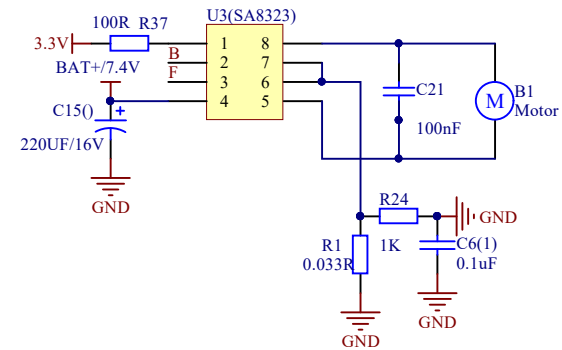 U3(SA8323)
100R R37
3.3V
1 8
B
2 7
BAT+/7.4V
F
3 6
4 5
C15()
+
220UF/16V
GND
C21
100nF
M
B1
Motor
R24
GND
R1
1K
C6(1)
0.033R
0.1uF
GND
GND